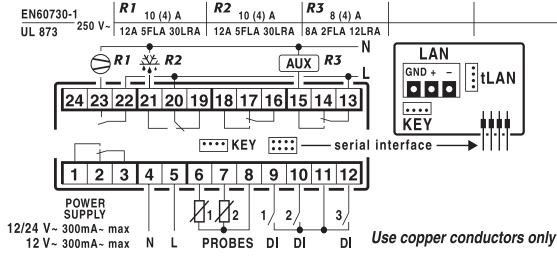 EN60730-1
UL 873
250 V~
R1 10 (4) A
12A 5FLA 30LRA
R2 10 (4) A
12A 5FLA 30LRA
R3 8 (4) A
8A 2FLA 12LRA
N
R1 R2 AUX R3
L
24 23 22 21 20 19 18 17 16 15 14 13
KEY
serial interface
LAN
GND + -
tLAN
KEY
1 2 3 4 5 6 7 8 9 10 11 12
POWER
SUPPLY
12/24 V~ 300mA~ max
12 V~ 300mA~ max
N L
1 2
PROBES
1 2 3
DI DI DI
Use copper conductors only